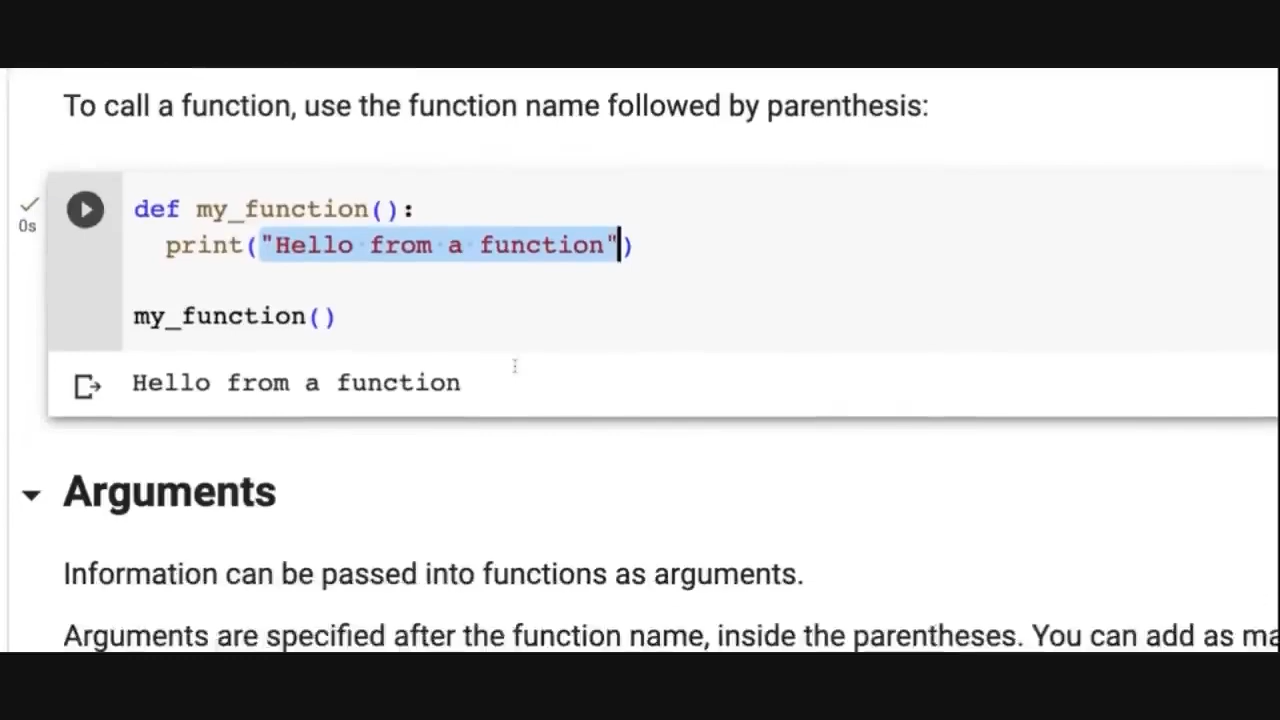 To call a function, use the function name followed by parenthesis:
def my_function():
  print("Hello from a function")
0s
my_function()
Hello from a function
Arguments
Information can be passed into functions as arguments.
Arguments are specified after the function name, inside the parentheses. You can add as ma